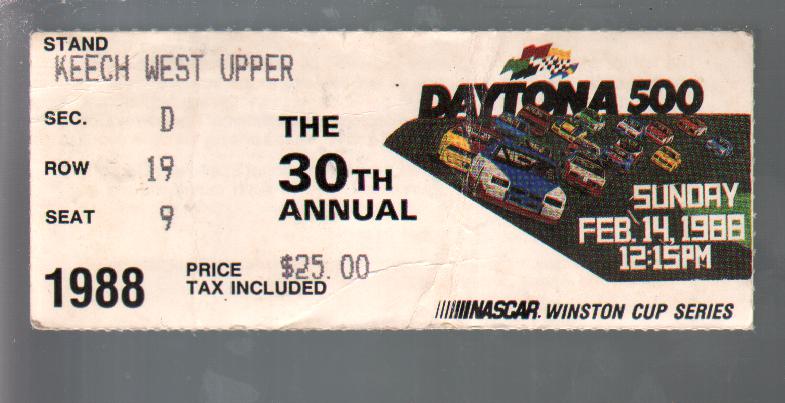 STAND
KEECH WEST UPPER
SEC. D
ROW 19
SEAT 9
1988
THE
30TH
ANNUAL
PRICE $25.00
TAX INCLUDED
DAYTONA 500
SUNDAY
FEB. 14, 1988
12:15PM
NASCAR. WINSTON CUP SERIES